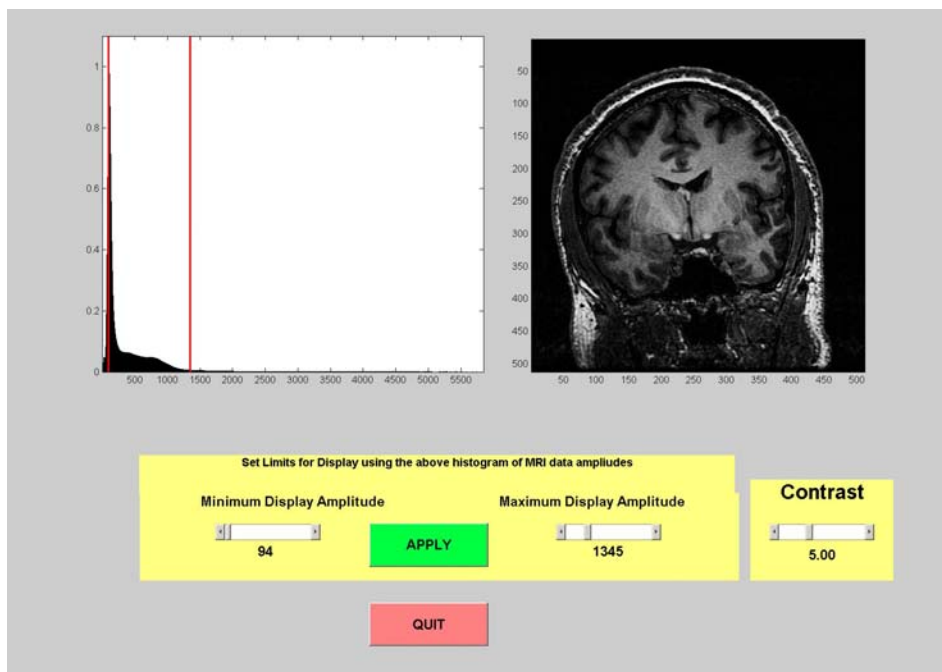 1
0.8
0.6
0.4
0.2
0
500 1000 1500 2000 2500 3000 3500 4000 4500 5000 5500
50
100
150
200
250
300
350
400
450
500
50 100 150 200 250 300 350 400 450 500
Set Limits for Display using the above histogram of MRI data ampliudes
Minimum Display Amplitude
94
APPLY
Maximum Display Amplitude
1345
Contrast
5.00
QUIT